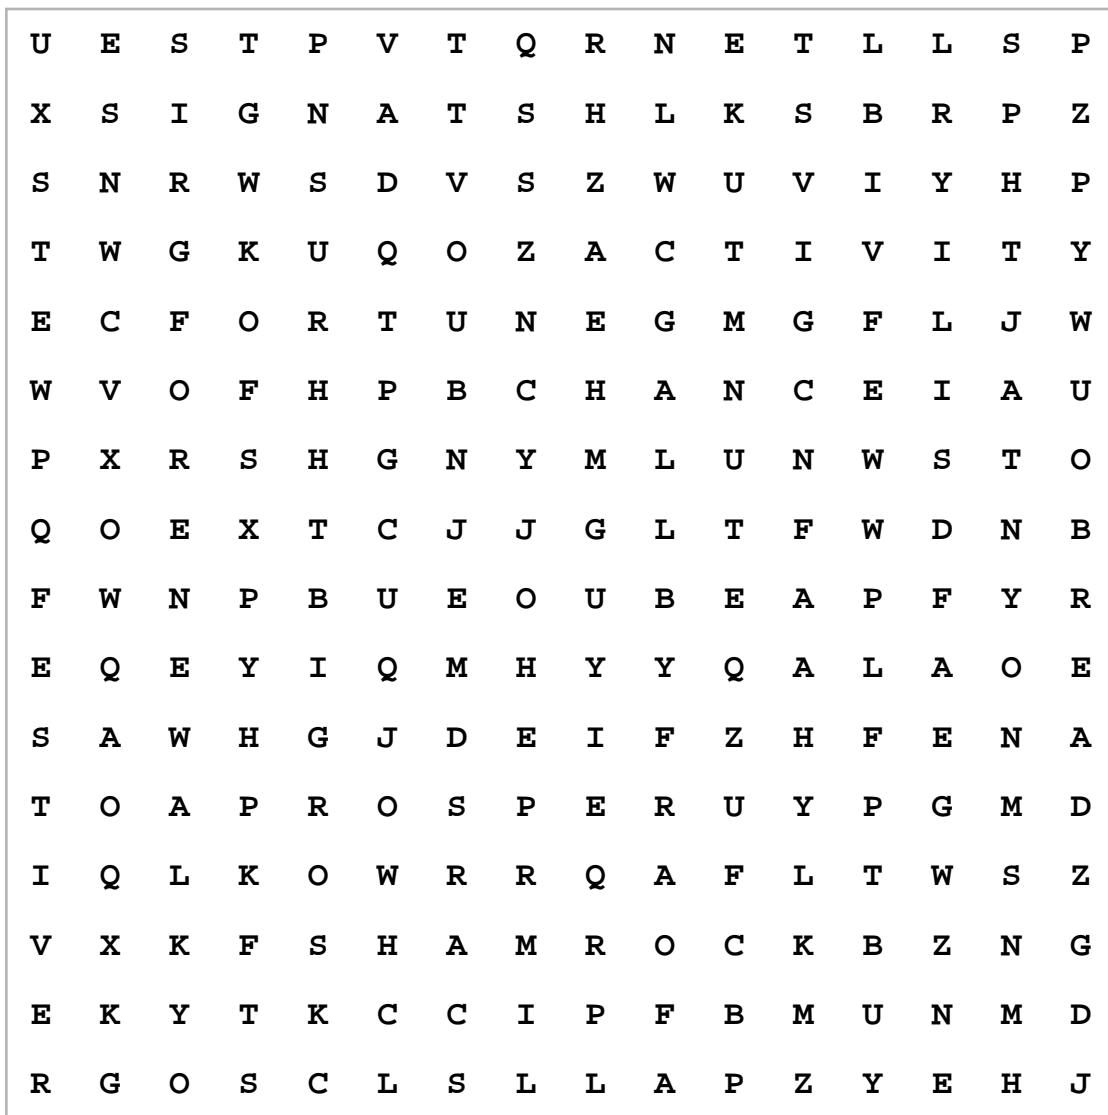 U E S T P V T Q R N E T L L S P
X S I G N A T S H L K S B R P Z
S N R W S D V S Z W U V I Y H P
T W G K U Q O Z A C T I V I T Y
E C F O R T U N E G M G F L J W
W V O F H P B C H A N C E I A U
P X R S H G N Y M L U N W S T O
Q O E X T C J J G L T F W D N B
F W N P B U E O U B E A P F Y R
E Q E Y I Q M H Y Y Q A L A O E
S A W H G J D E I F Z H F E N A
T O A P R O S P E R U Y P G M D
I Q L K O W R R Q A F L T W S Z
V X K F S H A M R O C K B Z N G
E K Y T K C C I P F B M U N M D
R G O S C L S L L A P Z Y E H J